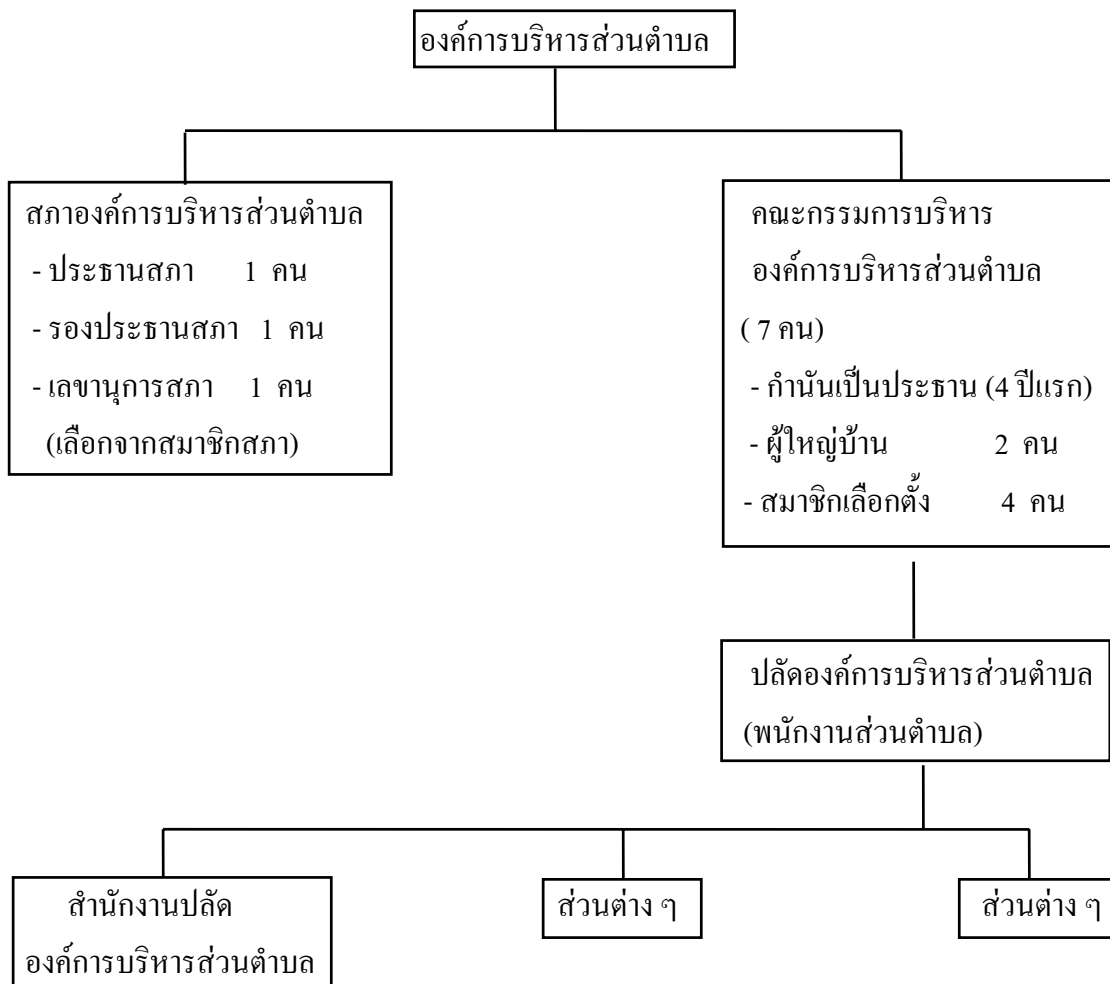 องค์การบริหารส่วนตำบล
สภาองค์การบริหารส่วนตำบล
- ประธานสภา 1 คน
- รองประธานสภา 1 คน
- เลขานุการสภา 1 คน
(เลือกจากสมาชิกสภา)
คณะกรรมการบริหาร
องค์การบริหารส่วนตำบล
( 7 คน)
- กำนันเป็นประธาน (4 ปีแรก)
- ผู้ใหญ่บ้าน 2 คน
- สมาชิกเลือกตั้ง 4 คน
ปลัดองค์การบริหารส่วนตำบล
(พนักงานส่วนตำบล)
สำนักงานปลัด
องค์การบริหารส่วนตำบล
ส่วนต่าง ๆ
ส่วนต่าง ๆ